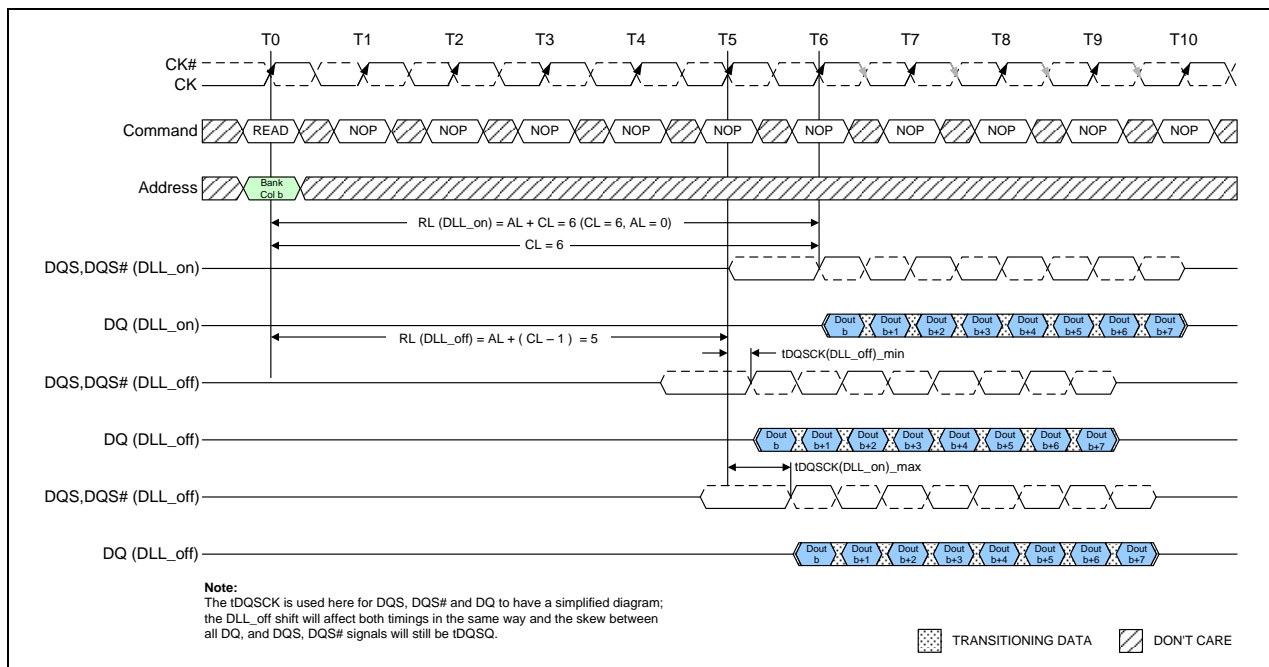 T0 T1 T2 T3 T4 T5 T6 T7 T8 T9 T10
CK#
CK
Command READ NOP NOP NOP NOP NOP NOP NOP NOP NOP NOP
Address Bank
Col b
RL (DLL_on) = AL + CL = 6 (CL = 6, AL = 0)
CL = 6
DQS,DQS# (DLL_on)
DQ (DLL_on) Dout b Dout b+1 Dout b+2 Dout b+3 Dout b+4 Dout b+5 Dout b+6 Dout b+7
RL (DLL_off) = AL + ( CL – 1 ) = 5
tDQSCK(DLL_off)_min
DQS,DQS# (DLL_off)
DQ (DLL_off) Dout b Dout b+1 Dout b+2 Dout b+3 Dout b+4 Dout b+5 Dout b+6 Dout b+7
tDQSCK(DLL_on)_max
DQS,DQS# (DLL_off)
DQ (DLL_off) Dout b Dout b+1 Dout b+2 Dout b+3 Dout b+4 Dout b+5 Dout b+6 Dout b+7
Note:
The tDQSCK is used here for DQS, DQS# and DQ to have a simplified diagram;
the DLL_off shift will affect both timings in the same way and the skew between
all DQ, and DQS, DQS# signals will still be tDQSQ.
TRANSITIONING DATA DON'T CARE